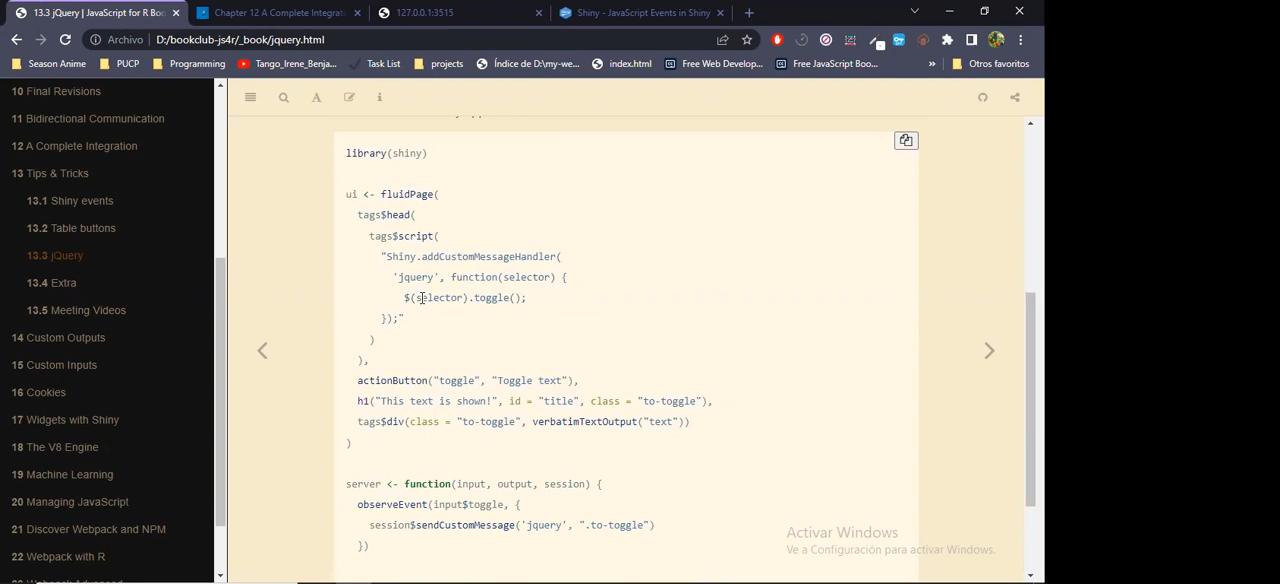 13.3 jQuery | JavaScript for R Boo
Chapter 12 A Complete Integrati
127.0.0.1:3515
Shiny - JavaScript Events in Shiny
Archivo
D:/bookclub-js4r/_book/jquery.html
Season Anime
PUCP
Programming
Tango_Irene_Benja...
Task List
projects
Índice de D:\my-we...
index.html
Free Web Develop...
Free JavaScript Boo...
»
Otros favoritos
10 Final Revisions
11 Bidirectional Communication
12 A Complete Integration
13 Tips & Tricks
13.1 Shiny events
13.2 Table buttons
13.3 jQuery
13.4 Extra
13.5 Meeting Videos
14 Custom Outputs
15 Custom Inputs
16 Cookies
17 Widgets with Shiny
18 The V8 Engine
19 Machine Learning
20 Managing JavaScript
21 Discover Webpack and NPM
22 Webpack with R
library(shiny)
ui <- fluidPage(
tags$head(
tags$script(
"Shiny.addCustomMessageHandler(
'jquery', function(selector) {
$(selector).toggle();
});"
)
),
actionButton("toggle", "Toggle text"),
h1("This text is shown!", id = "title", class = "to-toggle"),
tags$div(class = "to-toggle", verbatimTextOutput("text"))
)
server <- function(input, output, session) {
observeEvent(input$toggle, {
session$sendCustomMessage('jquery', ".to-toggle")
})
Activar Windows
Ve a Configuración para activar Windows.